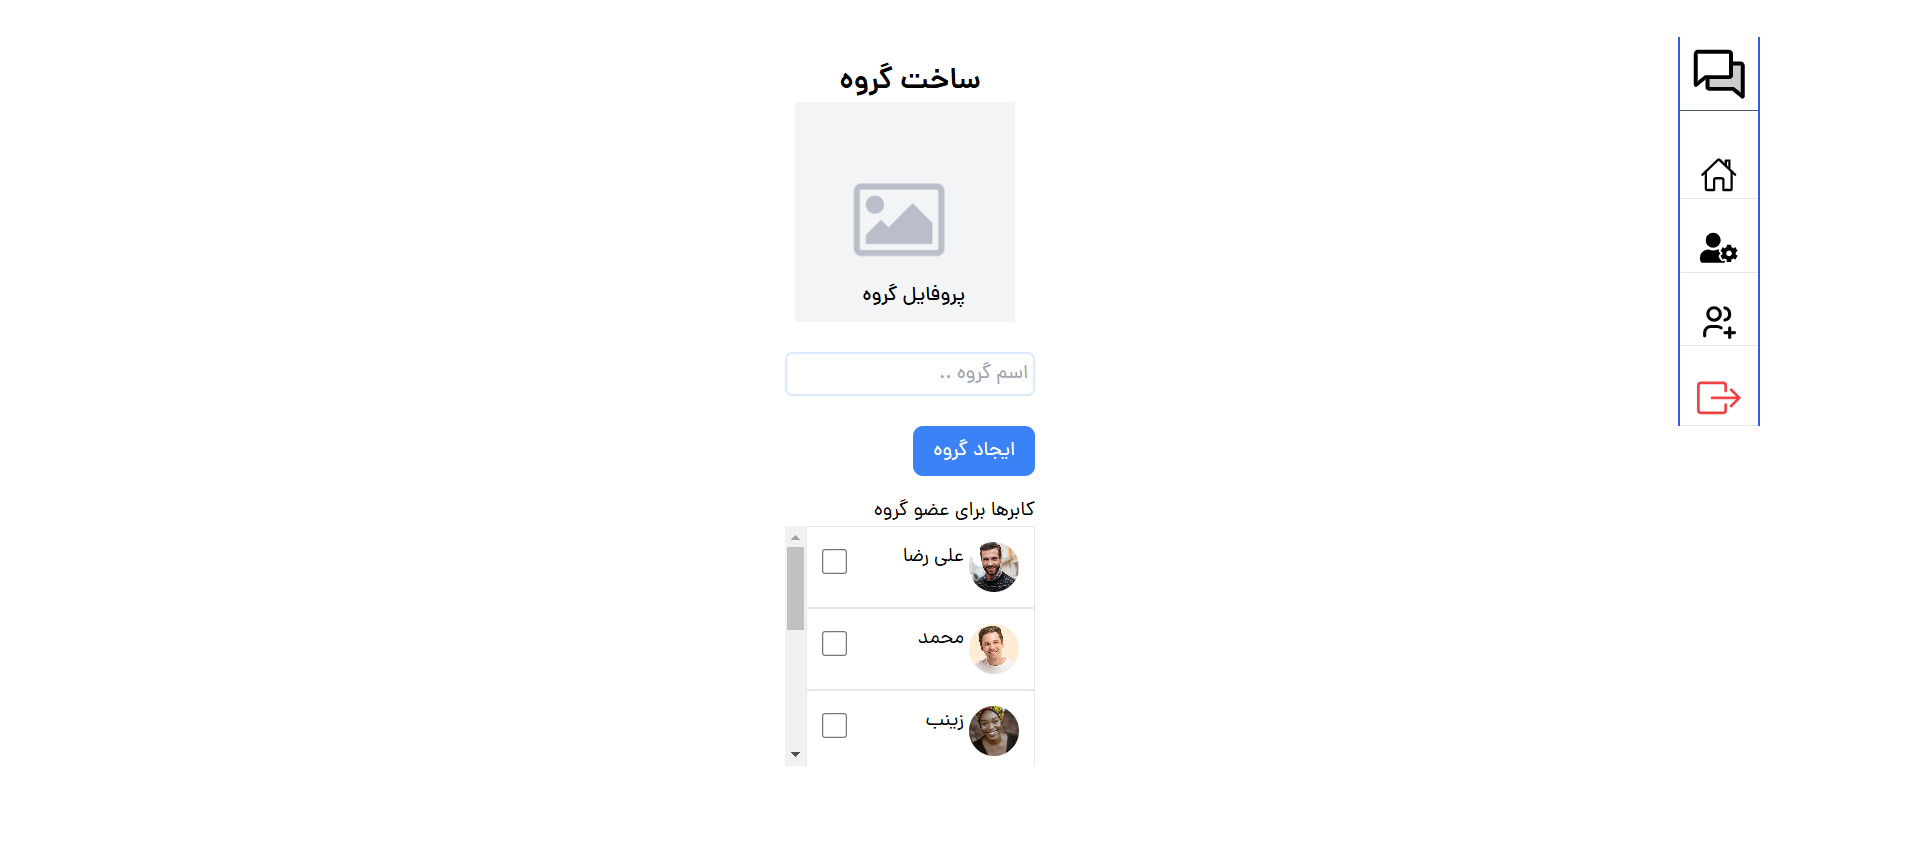 ساخت گروه
پروفایل گروه
اسم گروه ..
ایجاد گروه
کابرها برای عضو گروه
علی رضا
محمد
زینب